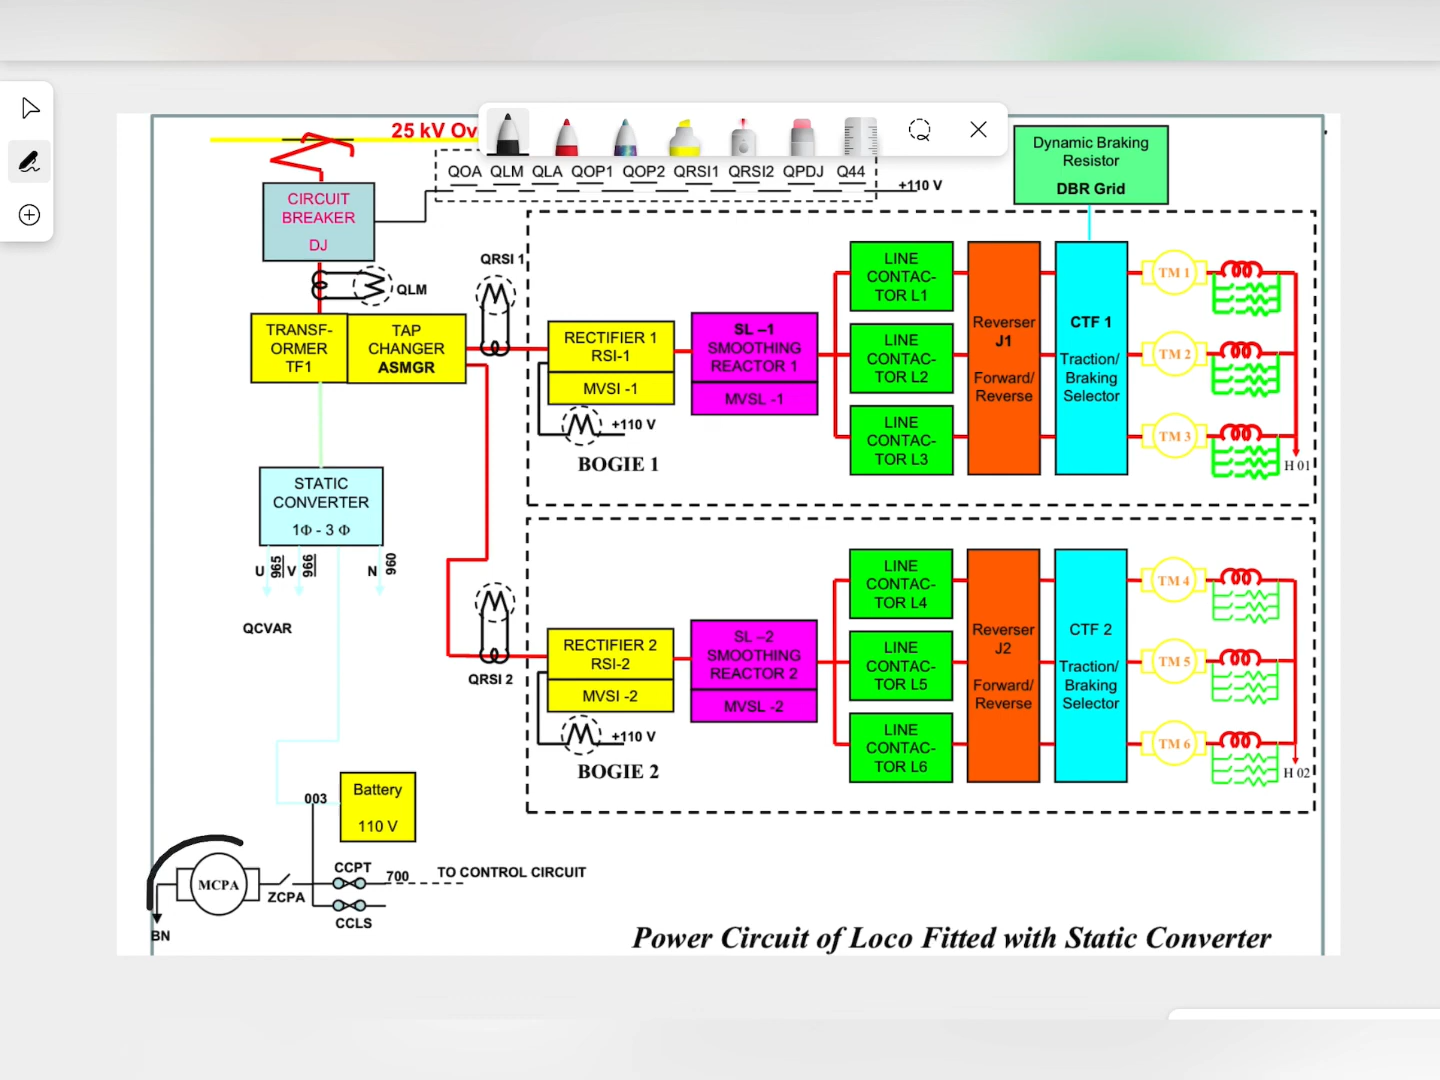 25 kV Ov
QOA QLM QLA QOP1 QOP2 QRSI1 QRSI2 QPDJ Q44
+110 V
Dynamic Braking
Resistor
DBR Grid
CIRCUIT
BREAKER
DJ
QLM
TRANSF-
ORMER
TF1
TAP
CHANGER
ASMGR
QRSI 1
RECTIFIER 1
RSI-1
MVSI -1
+110 V
BOGIE 1
SL –1
SMOOTHING
REACTOR 1
MVSL -1
LINE
CONTAC-
TOR L1
LINE
CONTAC-
TOR L2
LINE
CONTAC-
TOR L3
Reverser
J1
Forward/
Reverse
CTF 1
Traction/
Braking
Selector
TM 1
TM 2
TM 3
H 01
STATIC
CONVERTER
1Φ - 3 Φ
U 965 V 966 N 960
QCVAR
QRSI 2
RECTIFIER 2
RSI-2
MVSI -2
+110 V
BOGIE 2
SL –2
SMOOTHING
REACTOR 2
MVSL -2
LINE
CONTAC-
TOR L4
LINE
CONTAC-
TOR L5
LINE
CONTAC-
TOR L6
Reverser
J2
Forward/
Reverse
CTF 2
Traction/
Braking
Selector
TM 4
TM 5
TM 6
H 02
003
Battery
110 V
MCPA
ZCPA
CCPT
700
TO CONTROL CIRCUIT
CCLS
BN
Power Circuit of Loco Fitted with Static Converter